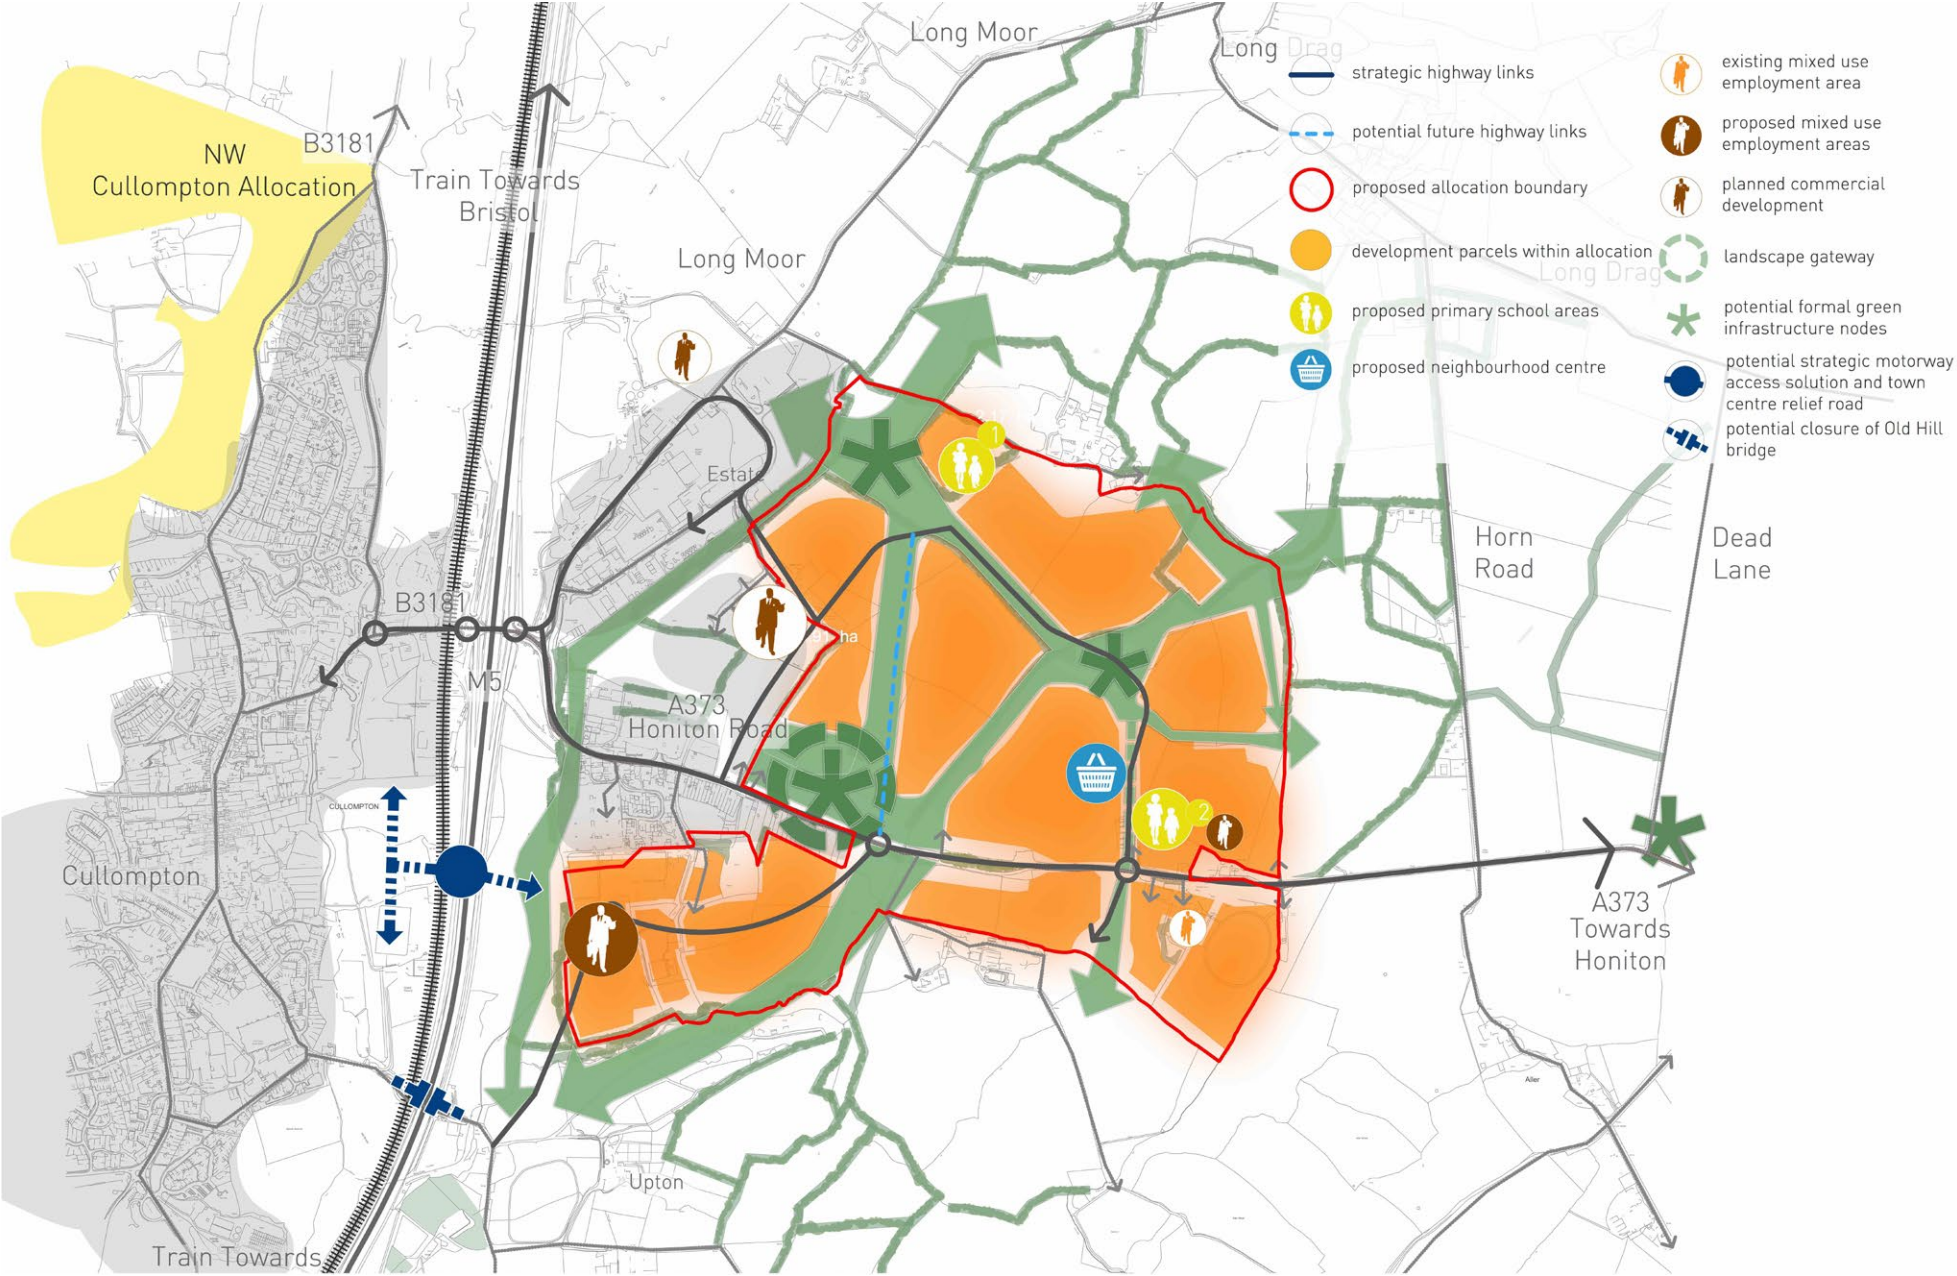 Long Moor
Long Drag
B3181
NW
Cullompton Allocation
Train Towards
Bristol
Long Moor
Estate
B3181
M5
91 ha
A373
Honiton Road
CULLOMPTON
Cullompton
1
2
Horn
Road
Dead
Lane
Long Drag
A373
Towards
Honiton
Aller
Upton
Train Towards
strategic highway links
potential future highway links
proposed allocation boundary
development parcels within allocation
proposed primary school areas
proposed neighbourhood centre
existing mixed use
employment area
proposed mixed use
employment areas
planned commercial
development
landscape gateway
potential formal green
infrastructure nodes
potential strategic motorway
access solution and town
centre relief road
potential closure of Old Hill
bridge